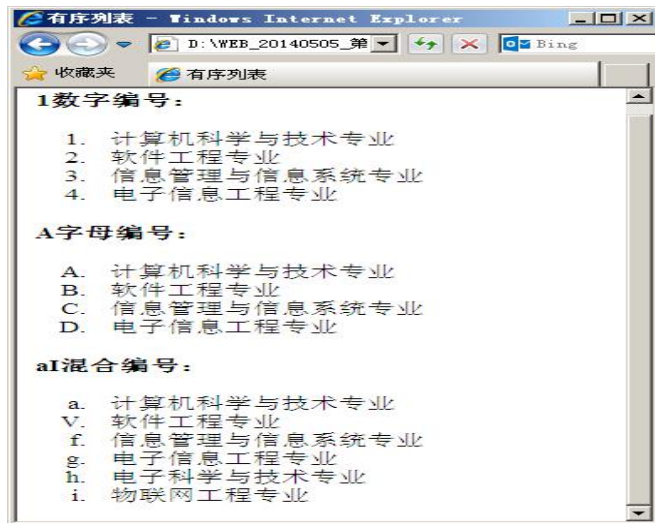 有序列表 - Windows Internet Explorer
D:\WEB_20140505_第
Bing
收藏夹
有序列表
1数字编号:
1. 计算机科学与技术专业
2. 软件工程专业
3. 信息管理与信息系统专业
4. 电子信息工程专业
A字母编号:
A. 计算机科学与技术专业
B. 软件工程专业
C. 信息管理与信息系统专业
D. 电子信息工程专业
aI混合编号:
a. 计算机科学与技术专业
V. 软件工程专业
f. 信息管理与信息系统专业
g. 电子信息工程专业
h. 电子科学与技术专业
i. 物联网工程专业